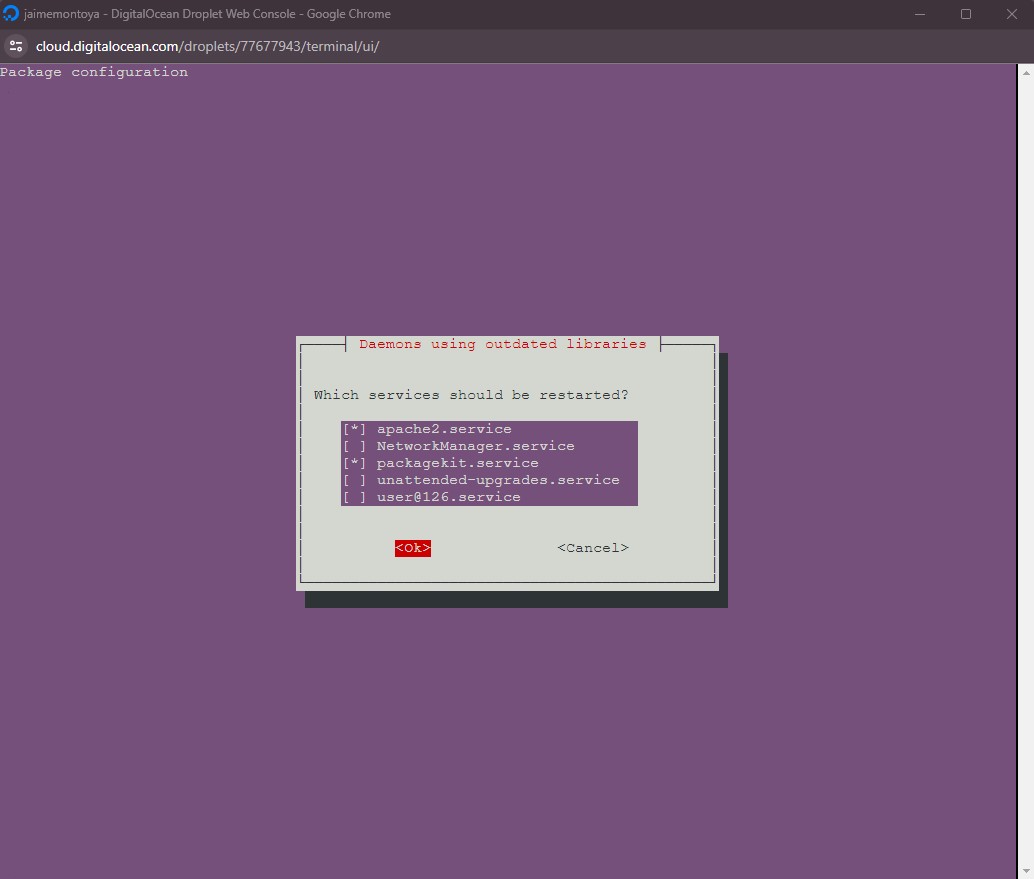 jaimemontoya - DigitalOcean Droplet Web Console - Google Chrome
cloud.digitalocean.com/droplets/77677943/terminal/ui/
Package configuration
Daemons using outdated libraries
Which services should be restarted?
[*] apache2.service
[ ] NetworkManager.service
[*] packagekit.service
[ ] unattended-upgrades.service
[ ] user@126.service
<Ok> <Cancel>